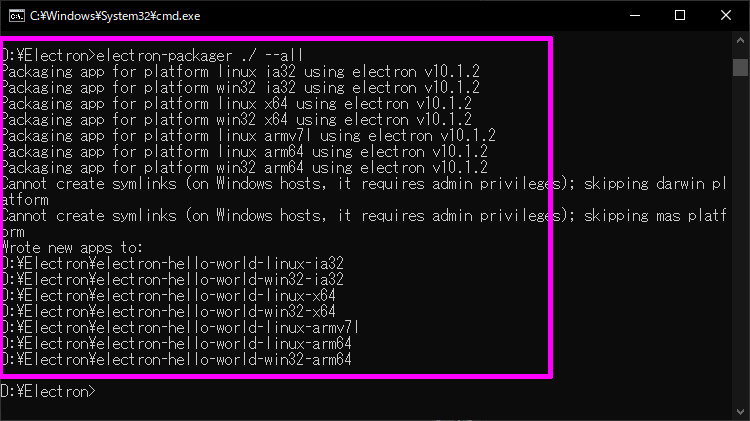 C:¥Windows¥System32¥cmd.exe
D:¥Electron>electron-packager ./ --all
Packaging app for platform linux ia32 using electron v10.1.2
Packaging app for platform win32 ia32 using electron v10.1.2
Packaging app for platform linux x64 using electron v10.1.2
Packaging app for platform win32 x64 using electron v10.1.2
Packaging app for platform linux armv7l using electron v10.1.2
Packaging app for platform linux arm64 using electron v10.1.2
Packaging app for platform win32 arm64 using electron v10.1.2
Cannot create symlinks (on Windows hosts, it requires admin privileges); skipping darwin pl
atform
Cannot create symlinks (on Windows hosts, it requires admin privileges); skipping mas platf
orm
Wrote new apps to:
D:¥Electron¥electron-hello-world-linux-ia32
D:¥Electron¥electron-hello-world-win32-ia32
D:¥Electron¥electron-hello-world-linux-x64
D:¥Electron¥electron-hello-world-win32-x64
D:¥Electron¥electron-hello-world-linux-armv7l
D:¥Electron¥electron-hello-world-linux-arm64
D:¥Electron¥electron-hello-world-win32-arm64
D:¥Electron>